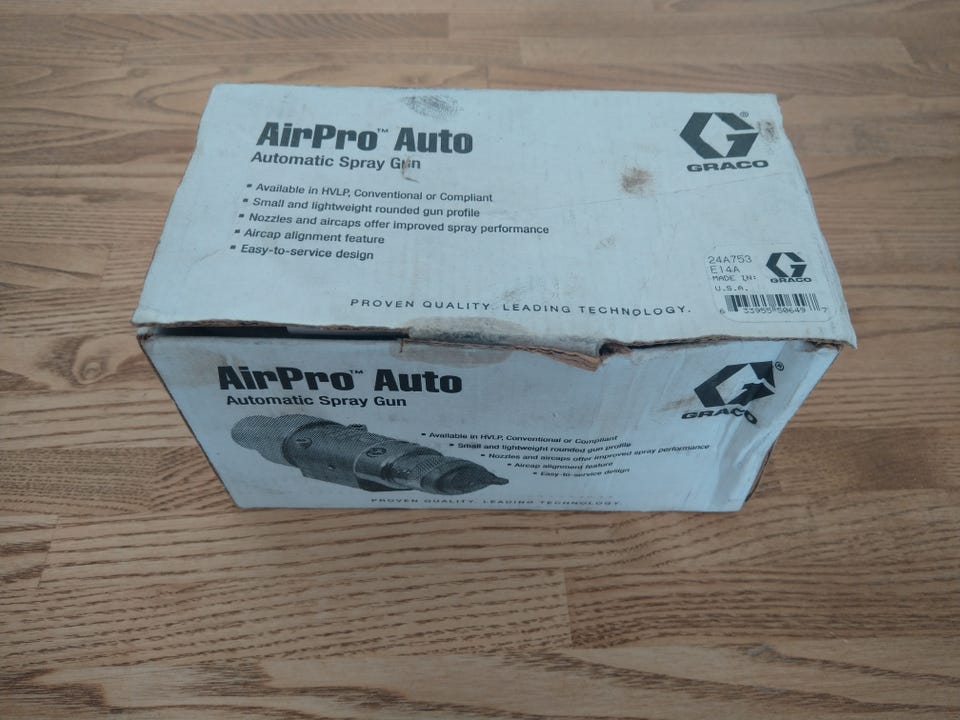 AirPro™ Auto
Automatic Spray Gun
▪ Available in HVLP, Conventional or Compliant
▪ Small and lightweight rounded gun profile
▪ Nozzles and aircaps offer improved spray performance
▪ Aircap alignment feature
▪ Easy-to-service design
PROVEN QUALITY. LEADING TECHNOLOGY.
G®
GRACO
24A753
E14A
MADE IN:
U.S.A.
GRACO
6 33955 50649 7
AirPro™ Auto
Automatic Spray Gun
▪ Available in HVLP, Conventional or Compliant
▪ Small and lightweight rounded gun profile
▪ Nozzles and aircaps offer improved spray performance
▪ Aircap alignment feature
▪ Easy-to-service design
PROVEN QUALITY. LEADING TECHNOLOGY.
G®
GRACO